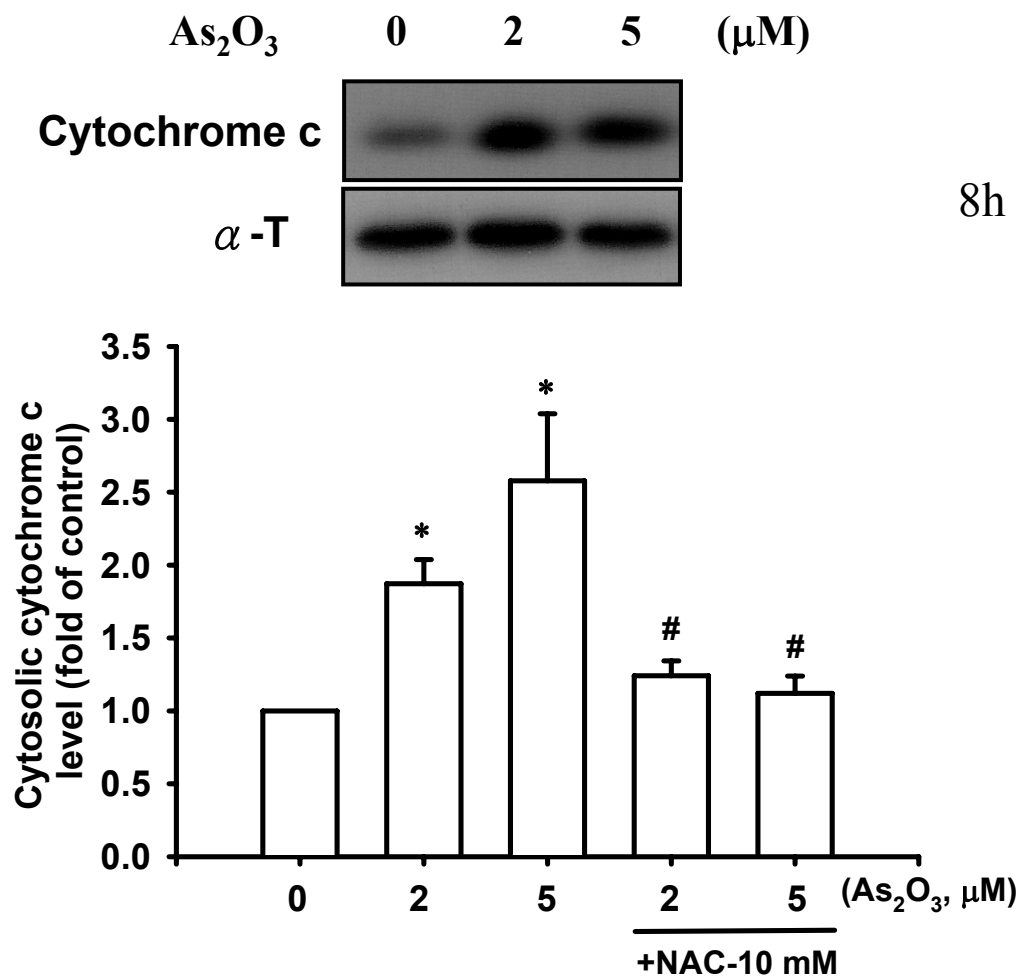 As₂O₃ 0 2 5 (μM)
Cytochrome c
α -T
8h
Cytosolic cytochrome c
level (fold of control)
3.5
3.0
2.5
2.0
1.5
1.0
0.5
0.0
*
*
#
#
0 2 5 2 5 (As₂O₃, μM)
+NAC-10 mM